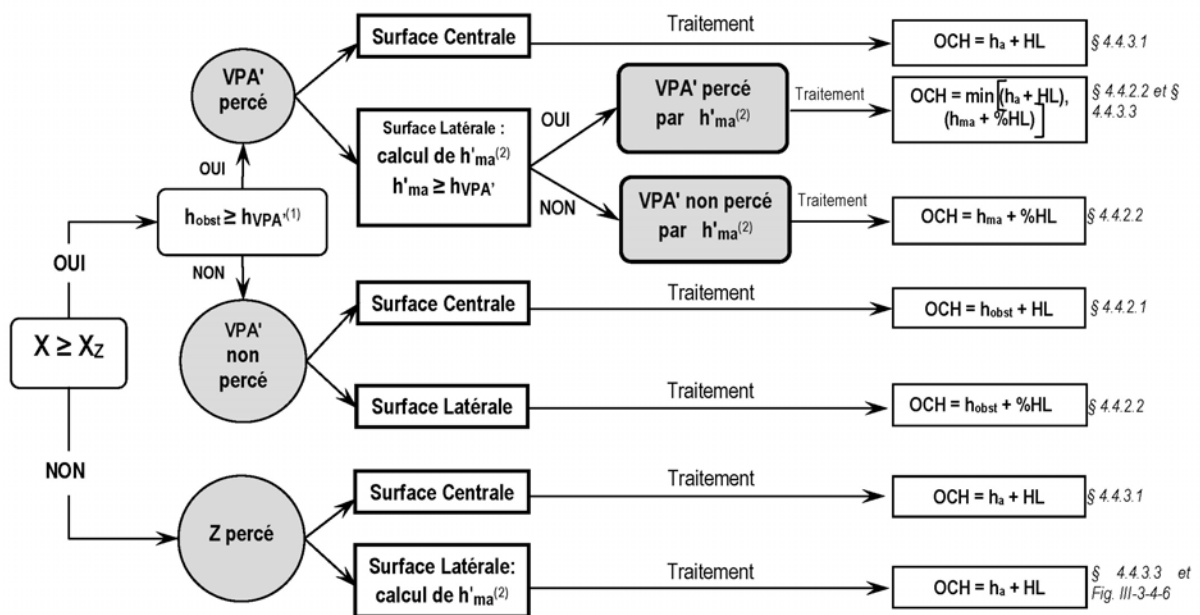 VPA' percé
Surface Centrale
Traitement
OCH = hₐ + HL
§ 4.4.3.1
Surface Latérale :
calcul de h'ma(2)
h'ma ≥ hVPA'
OUI
VPA' percé
par h'ma(2)
Traitement
OCH = min[(hₐ + HL),
(hma + %HL)]
§ 4.4.2.2 et §
4.4.3.3
NON
VPA' non percé
par h'ma(2)
Traitement
OCH = hma + %HL
§ 4.4.2.2
OUI
hobst ≥ hVPA'(1)
NON
OUI
X ≥ XZ
NON
VPA'
non
percé
Surface Centrale
Traitement
OCH = hobst + HL
§ 4.4.2.1
Surface Latérale
Traitement
OCH = hobst + %HL
§ 4.4.2.2
Z percé
Surface Centrale
Traitement
OCH = hₐ + HL
§ 4.4.3.1
Surface Latérale:
calcul de h'ma(2)
Traitement
OCH = hₐ + HL
§ 4.4.3.3 et
Fig. III-3-4-6